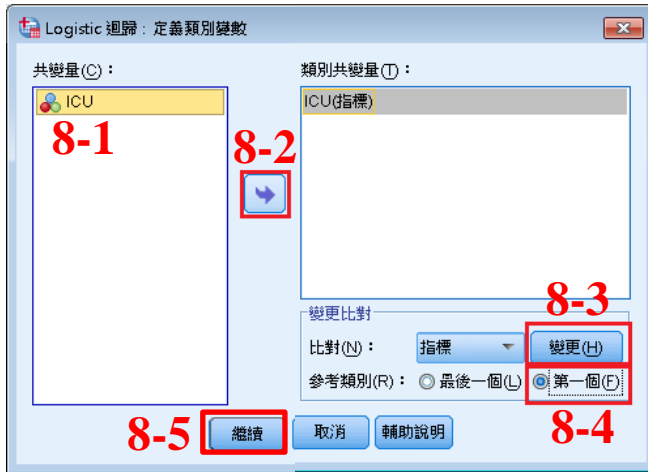 Logistic 迴歸：定義類別變數
共變量(C)：
類別共變量(T)：
ICU
ICU(指標)
8-1
8-2
8-3
變更比對
比對(N)：
指標
變更(H)
參考類別(R)：
最後一個(L)
第一個(F)
8-4
8-5
繼續
取消
輔助說明